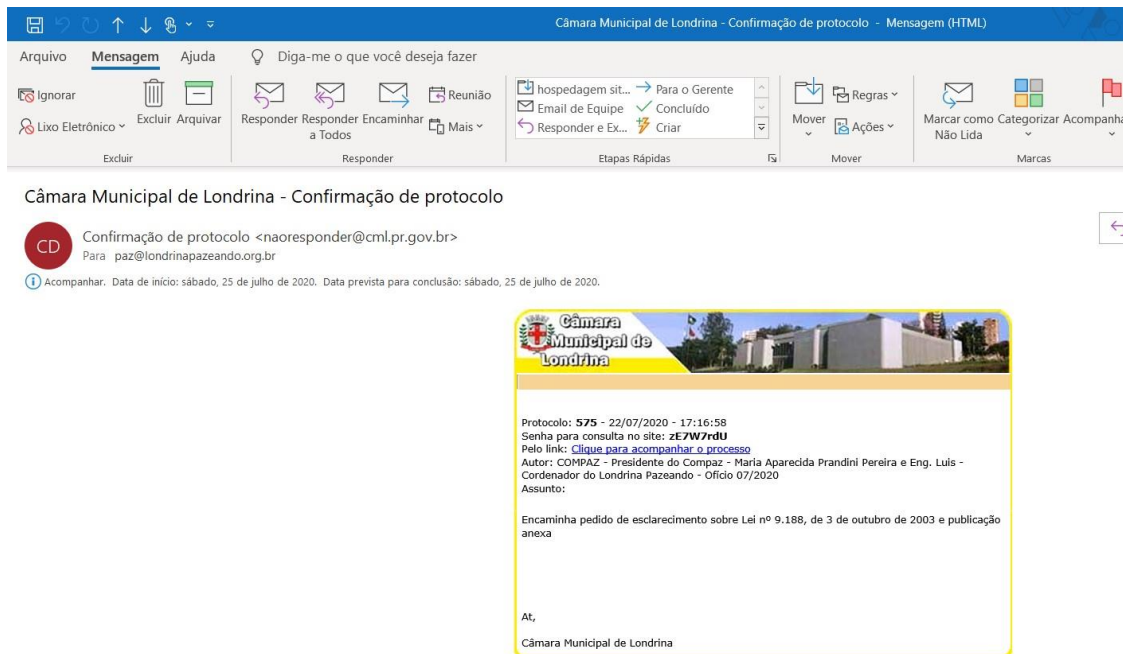 Câmara Municipal de Londrina - Confirmação de protocolo - Mensagem (HTML)
Arquivo Mensagem Ajuda Diga-me o que você deseja fazer
Ignorar
Lixo Eletrônico
Excluir Arquivar
Excluir
Responder Responder a Todos Encaminhar
Reunião
Mais
Responder
hospedagem sit... Para o Gerente
Email de Equipe Concluído
Responder e Ex... Criar
Etapas Rápidas
Mover
Regras
Ações
Mover
Marcar como Não Lida Categorizar Acompanha
Marcas
Câmara Municipal de Londrina - Confirmação de protocolo
CD
Confirmação de protocolo <naoresponder@cml.pr.gov.br>
Para paz@londrinapazeando.org.br
Acompanhar. Data de início: sábado, 25 de julho de 2020. Data prevista para conclusão: sábado, 25 de julho de 2020.
Câmara
Municipal de
Londrina
Protocolo: 575 - 22/07/2020 - 17:16:58
Senha para consulta no site: zE7W7rdU
Pelo link: Clique para acompanhar o processo
Autor: COMPAZ - Presidente do Compaz - Maria Aparecida Prandini Pereira e Eng. Luis -
Cordenador do Londrina Pazeando - Ofício 07/2020
Assunto:
Encaminha pedido de esclarecimento sobre Lei nº 9.188, de 3 de outubro de 2003 e publicação
anexa
At,
Câmara Municipal de Londrina